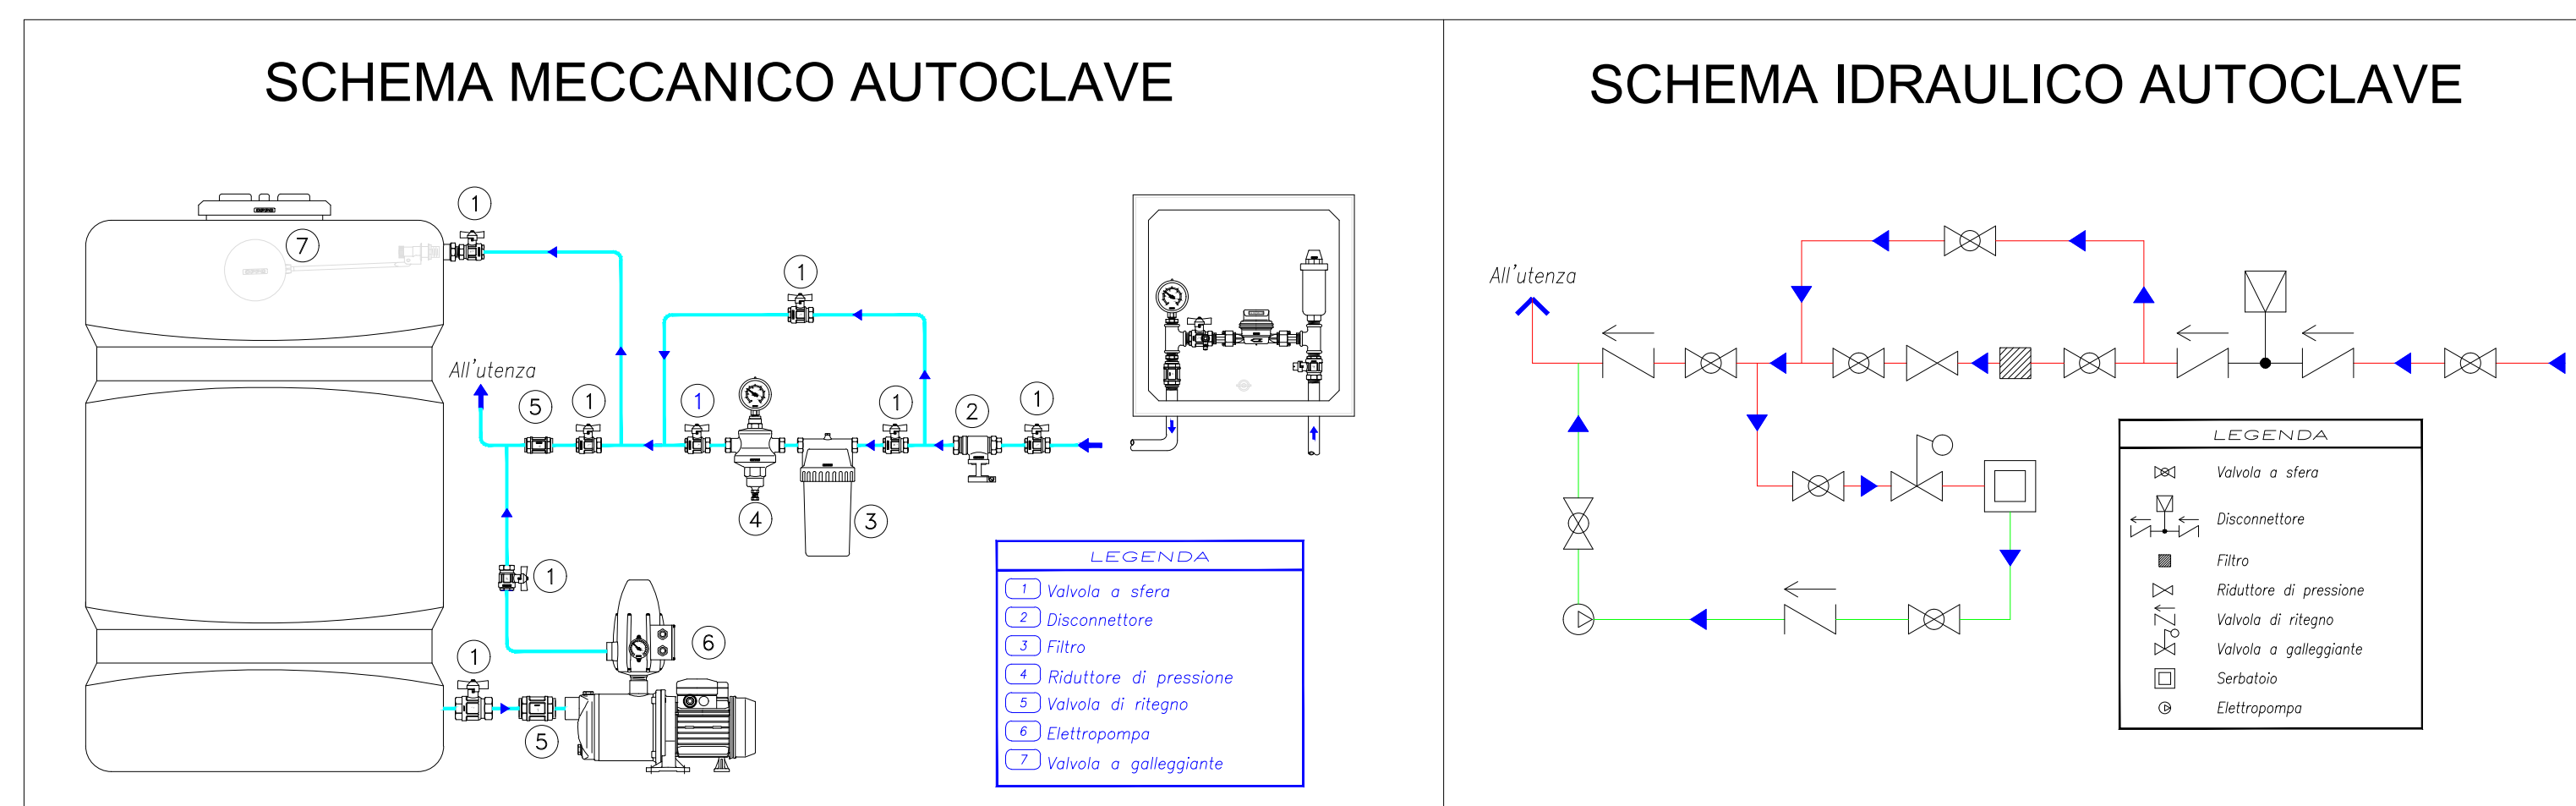 SCHEMA MECCANICO AUTOCLAVE
1
7
1
All'utenza
5
1
1
1
2
1
4
3
1
6
1
5
LEGENDA
1 Valvola a sfera
2 Disconnettore
3 Filtro
4 Riduttore di pressione
5 Valvola di ritegno
6 Elettropompa
7 Valvola a galleggiante
SCHEMA IDRAULICO AUTOCLAVE
All'utenza
LEGENDA
Valvola a sfera
Disconnettore
Filtro
Riduttore di pressione
Valvola di ritegno
Valvola a galleggiante
Serbatoio
Elettropompa